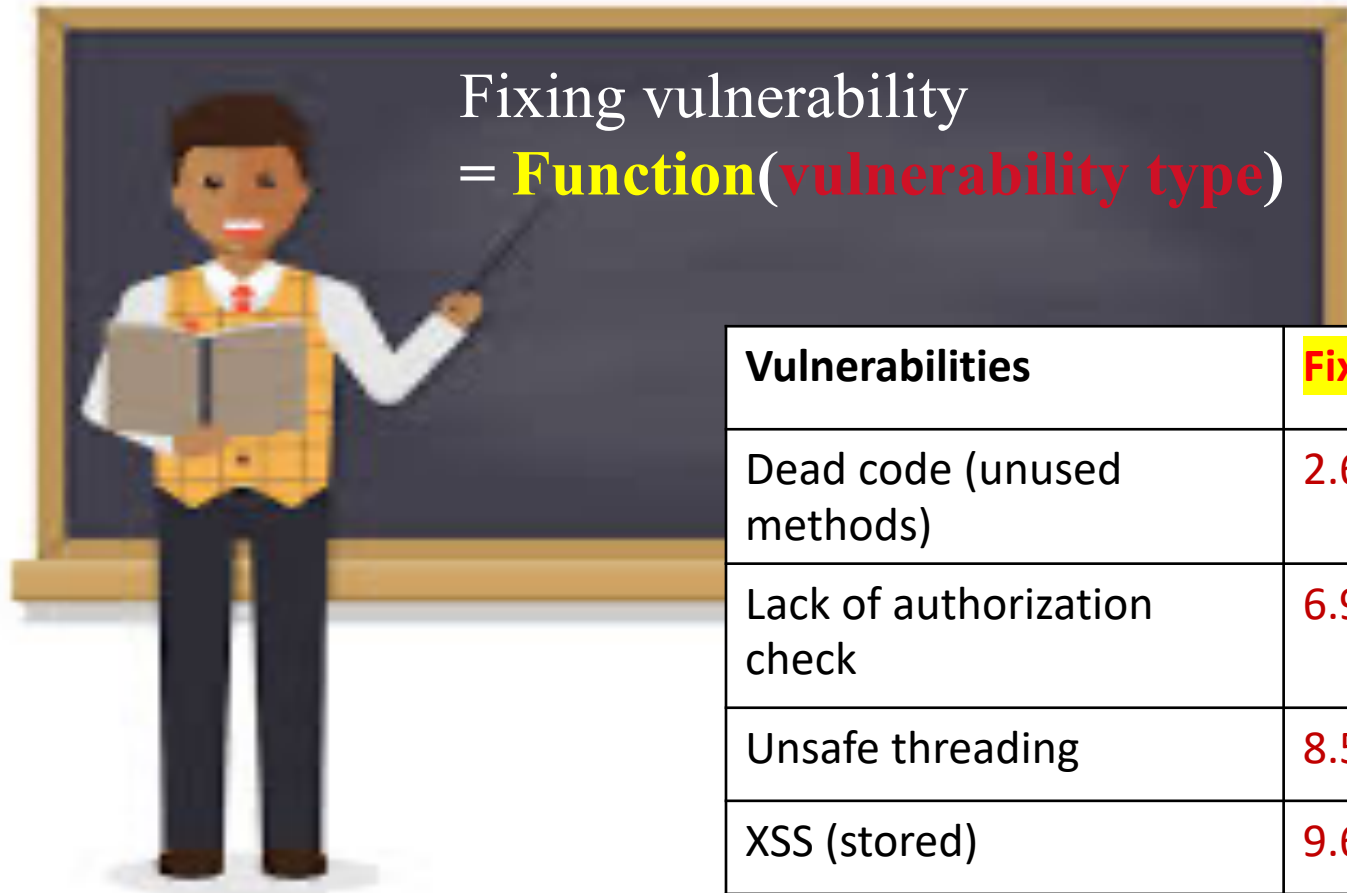 Fixing vulnerability
= Function(vulnerability type)
Vulnerabilities
Dead code (unused
methods)
Lack of authorization
check
Unsafe threading
XSS (stored)